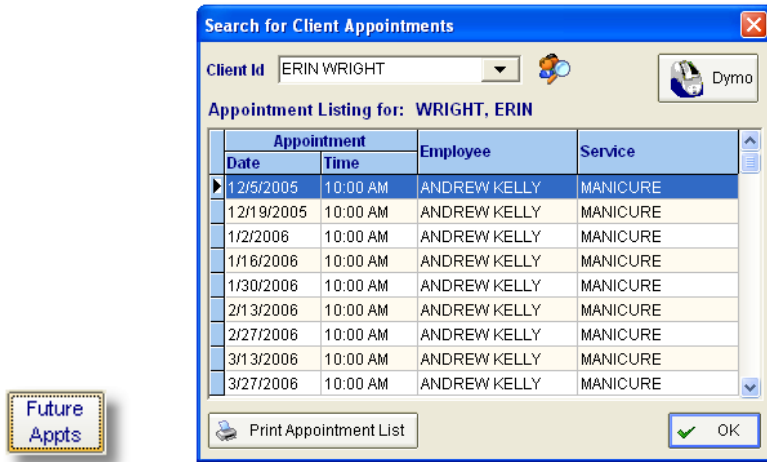 Search for Client Appointments
Client Id ERIN WRIGHT
Dymo
Appointment Listing for: WRIGHT, ERIN
Appointment Employee Service
Date Time
12/5/2005 10:00 AM ANDREW KELLY MANICURE
12/19/2005 10:00 AM ANDREW KELLY MANICURE
1/2/2006 10:00 AM ANDREW KELLY MANICURE
1/16/2006 10:00 AM ANDREW KELLY MANICURE
1/30/2006 10:00 AM ANDREW KELLY MANICURE
2/13/2006 10:00 AM ANDREW KELLY MANICURE
2/27/2006 10:00 AM ANDREW KELLY MANICURE
3/13/2006 10:00 AM ANDREW KELLY MANICURE
3/27/2006 10:00 AM ANDREW KELLY MANICURE
Print Appointment List OK
Future
Appts